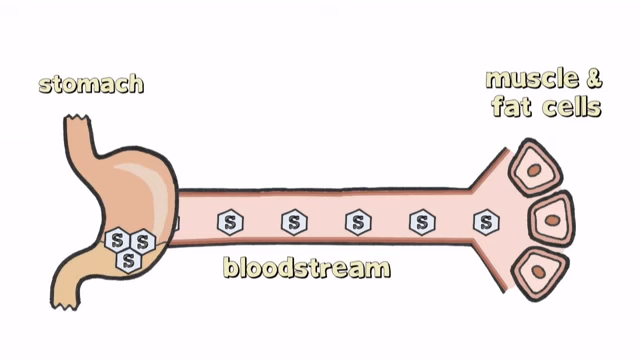 stomach
muscle &
fat cells
S S S S S
S S
S
bloodstream